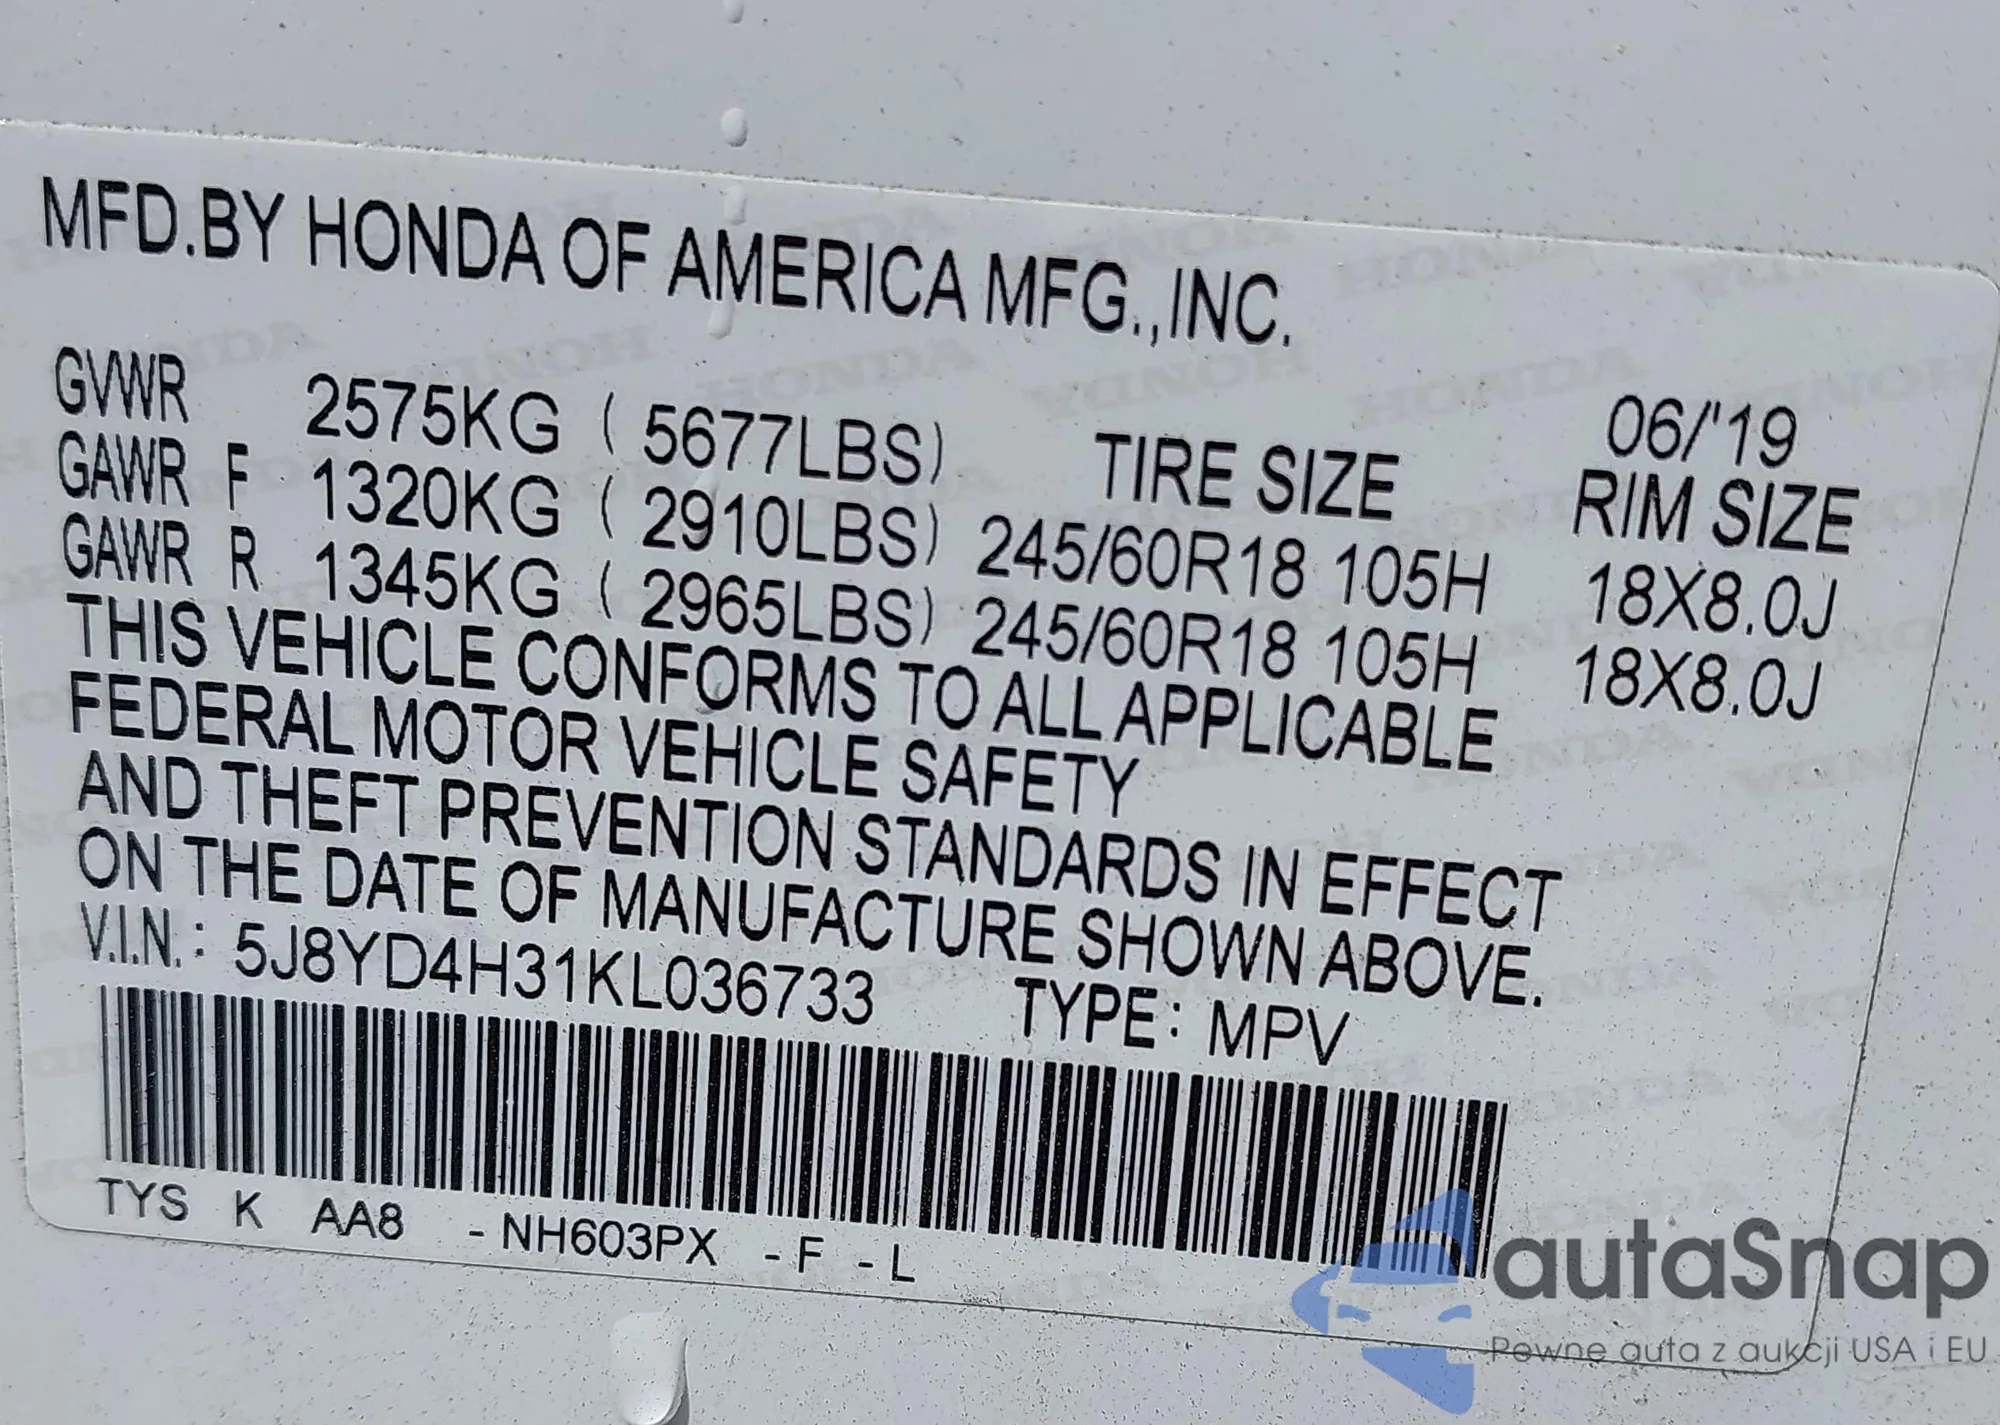 MFD.BY HONDA OF AMERICA MFG.,INC.
06/'19
GVWR 2575KG ( 5677LBS) TIRE SIZE RIM SIZE
GAWR F 1320KG ( 2910LBS) 245/60R18 105H 18X8.0J
GAWR R 1345KG ( 2965LBS) 245/60R18 105H 18X8.0J
THIS VEHICLE CONFORMS TO ALL APPLICABLE
FEDERAL MOTOR VEHICLE SAFETY
AND THEFT PREVENTION STANDARDS IN EFFECT
ON THE DATE OF MANUFACTURE SHOWN ABOVE.
V.I.N.: 5J8YD4H31KL036733 TYPE: MPV
TYS K AA8 -NH603PX -F -L
autaSnap
Pewne auta z aukcji USA i EU